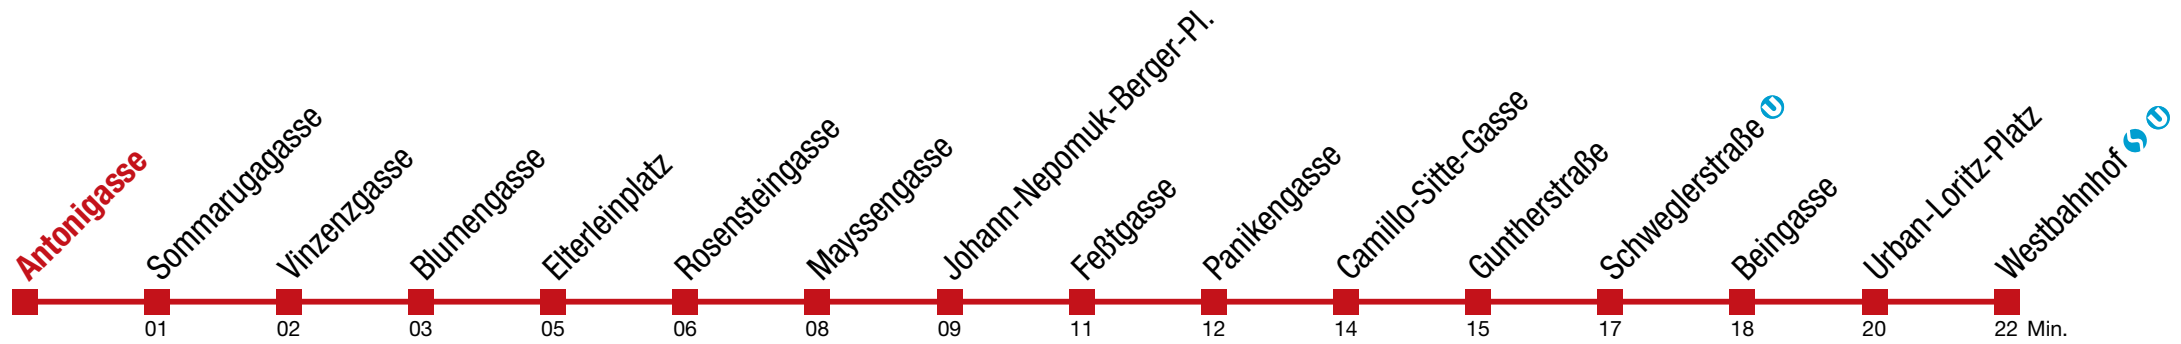 Antonigasse
Sommarugagasse
Vinzenzgasse
Blumengasse
Elterleinplatz
Rosensteingasse
Mayssengasse
Johann-Nepomuk-Berger-Pl.
Feßtgasse
Panikengasse
Camillo-Sitte-Gasse
Guntherstraße
Schweglerstraße U
Beingasse
Urban-Loritz-Platz
Westbahnhof S U
01 02 03 05 06 08 09 11 12 14 15 17 18 20 22 Min.